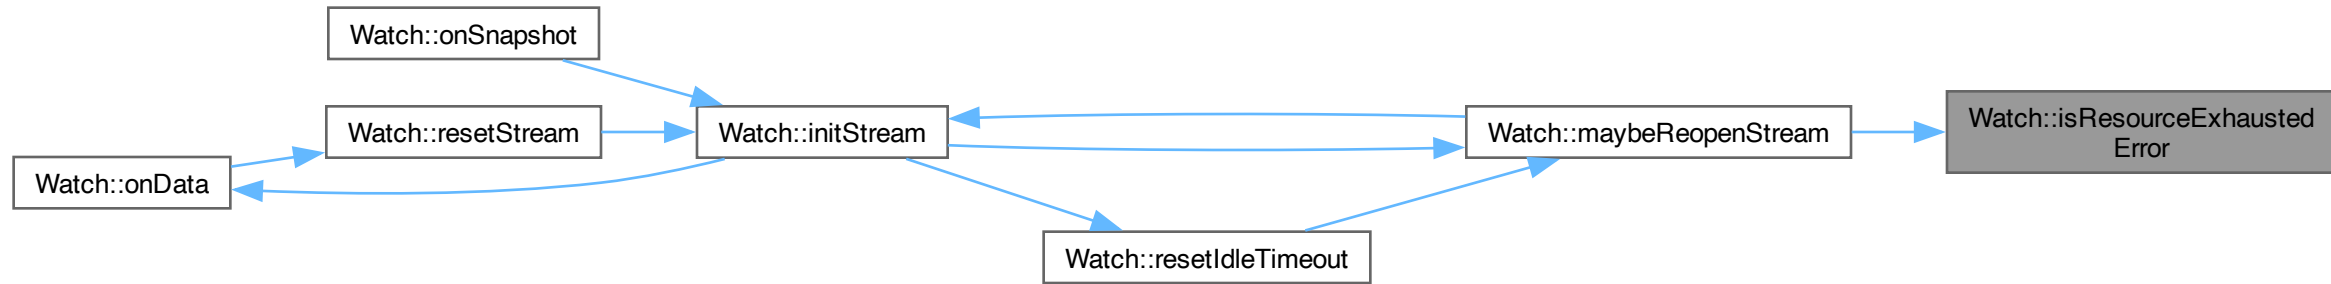 Watch::onSnapshot
Watch::resetStream
Watch::onData
Watch::initStream
Watch::maybeReopenStream
Watch::resetIdleTimeout
Watch::isResourceExhausted
Error